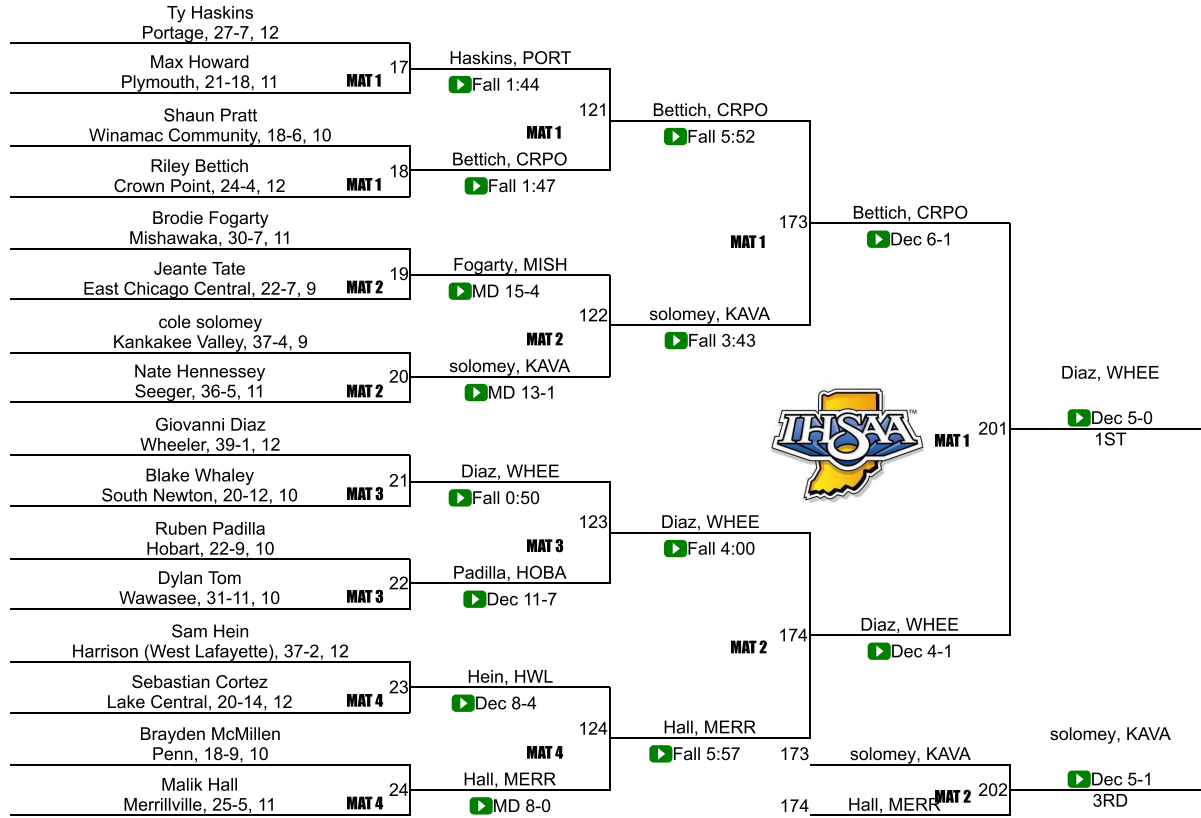 Ty Haskins
Portage, 27-7, 12
Max Howard
Plymouth, 21-18, 11
MAT 1
17
Shaun Pratt
Winamac Community, 18-6, 10
Riley Bettich
Crown Point, 24-4, 12
MAT 1
18
Brodie Fogarty
Mishawaka, 30-7, 11
Jeante Tate
East Chicago Central, 22-7, 9
MAT 2
19
cole solomey
Kankakee Valley, 37-4, 9
Nate Hennessey
Seeger, 36-5, 11
MAT 2
20
Giovanni Diaz
Wheeler, 39-1, 12
Blake Whaley
South Newton, 20-12, 10
MAT 3
21
Ruben Padilla
Hobart, 22-9, 10
Dylan Tom
Wawasee, 31-11, 10
MAT 3
22
Sam Hein
Harrison (West Lafayette), 37-2, 12
Sebastian Cortez
Lake Central, 20-14, 12
MAT 4
23
Brayden McMillen
Penn, 18-9, 10
Malik Hall
Merrillville, 25-5, 11
MAT 4
24
Haskins, PORT
Fall 1:44
MAT 1
121
Bettich, CRPO
Fall 1:47
Fogarty, MISH
MD 15-4
MAT 2
122
solomey, KAVA
MD 13-1
Diaz, WHEE
Fall 0:50
MAT 3
123
Padilla, HOBA
Dec 11-7
Hein, HWL
Dec 8-4
MAT 4
124
Hall, MERR
MD 8-0
Bettich, CRPO
Fall 5:52
MAT 1
173
solomey, KAVA
Fall 3:43
Diaz, WHEE
Fall 4:00
MAT 2
174
Hall, MERR
Fall 5:57
Bettich, CRPO
Dec 6-1
IHSAA™
MAT 1
201
Diaz, WHEE
Dec 4-1
Diaz, WHEE
Dec 5-0
1ST
173
solomey, KAVA
174
Hall, MERR
MAT 2
202
solomey, KAVA
Dec 5-1
3RD